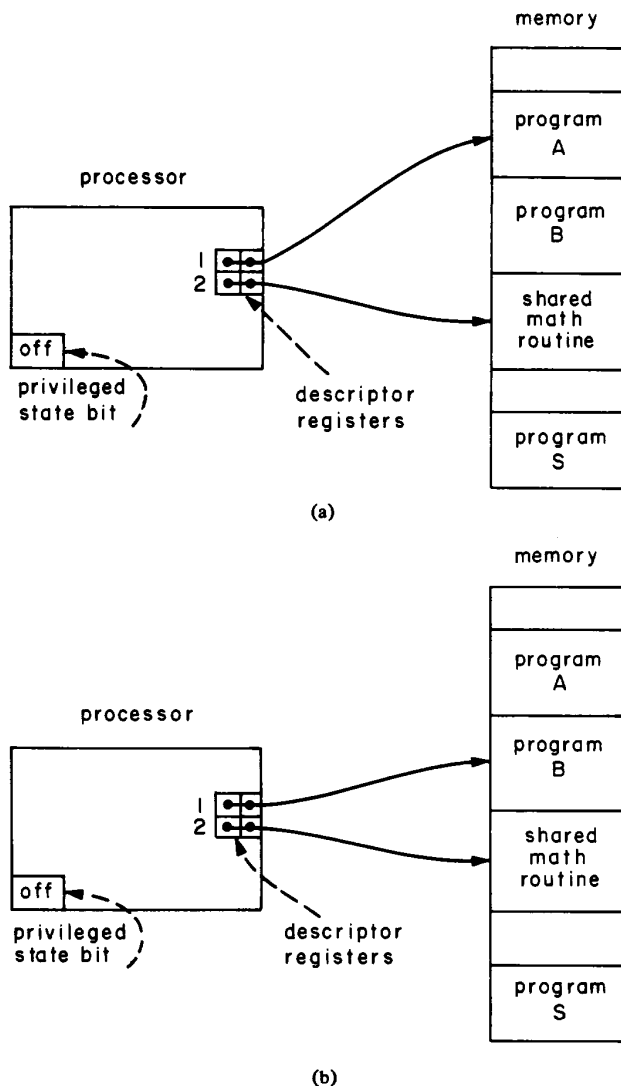 memory
program
A
processor
program
B
1
2
shared
math
routine
off
privileged
state bit
descriptor
registers
program
S
(a)
memory
program
A
processor
program
B
1
2
shared
math
routine
off
privileged
state bit
descriptor
registers
program
S
(b)